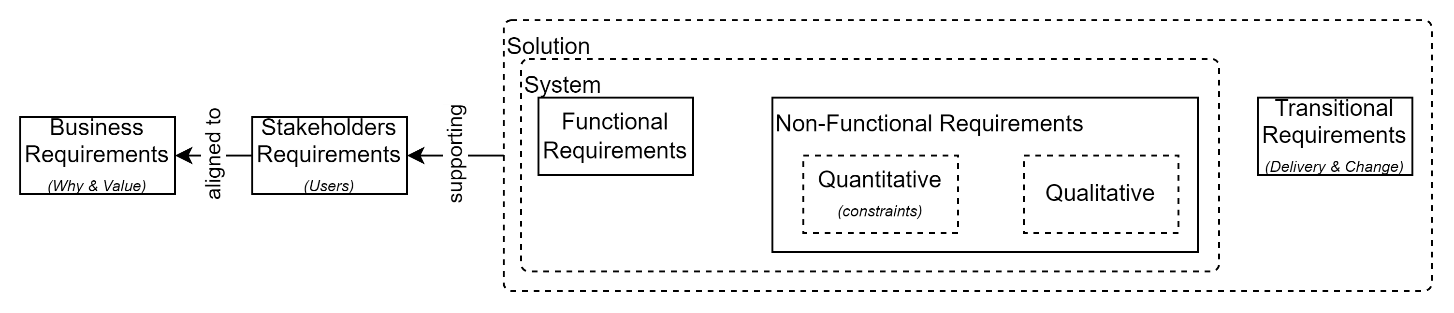 Business
Requirements
(Why & Value)
aligned to
Stakeholders
Requirements
(Users)
supporting
Solution
System
Functional
Requirements
Non-Functional Requirements
Quantitative
(constraints)
Qualitative
Transitional
Requirements
(Delivery & Change)